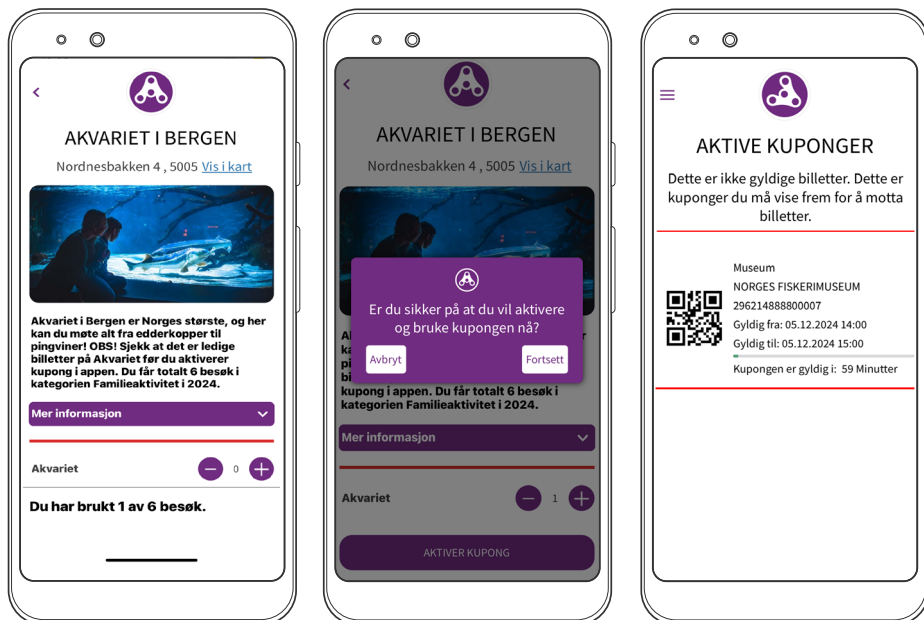 AKVARIET I BERGEN
Nordnesbakken 4 , 5005 Vis i kart
Akvariet i Bergen er Norges største, og her
kan du møte alt fra edderkopper til
pingviner! OBS! Sjekk at det er ledige
billetter på Akvariet før du aktiverer
kupong i appen. Du får totalt 6 besøk i
kategorien Familieaktivitet i 2024.
Mer informasjon
Akvariet
0
Du har brukt 1 av 6 besøk.
AKVARIET I BERGEN
Nordnesbakken 4 , 5005 Vis i kart
Er du sikker på at du vil aktivere
og bruke kupongen nå?
Avbryt
Fortsett
kupong i appen. Du får totalt 6 besøk i
kategorien Familieaktivitet i 2024.
Mer informasjon
Akvariet
1
AKTIVER KUPONG
AKTIVE KUPONGER
Dette er ikke gyldige billetter. Dette er
kuponger du må vise frem for å motta
billetter.
Museum
NORGES FISKERIMUSEUM
296214888800007
Gyldig fra: 05.12.2024 14:00
Gyldig til: 05.12.2024 15:00
Kupongen er gyldig i: 59 Minutter